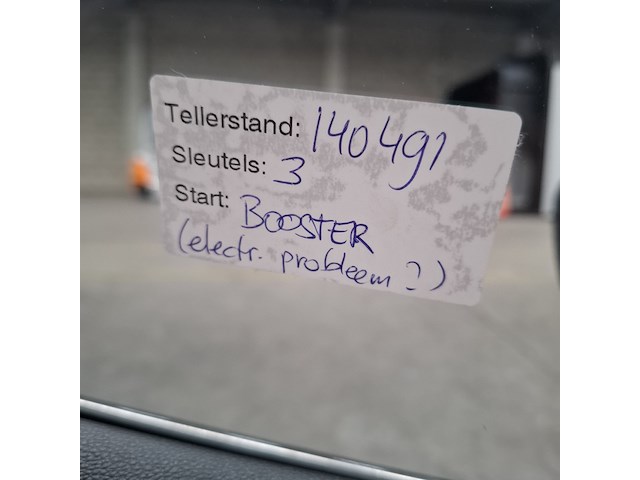 Tellerstand: 140491
Sleutels: 3
Start: BOOSTER
(electr. probleem?)